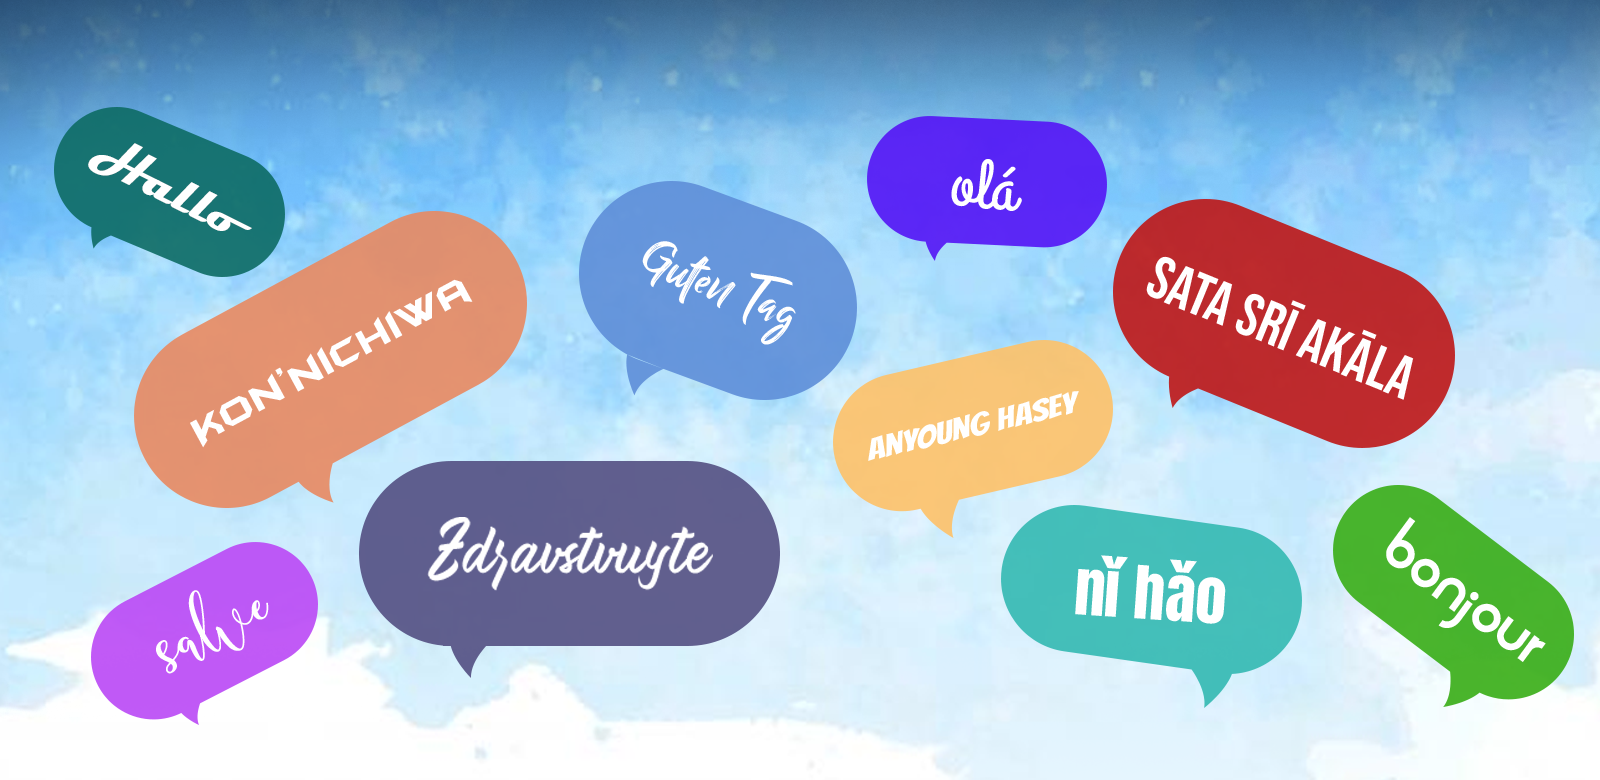 Hallo
olá
KON'NICHIWA
Guten Tag
SATA SRĪ AKĀLA
ANYOUNG HASEY
Zdravstvuyte
nǐ hǎo
bonjour
salve